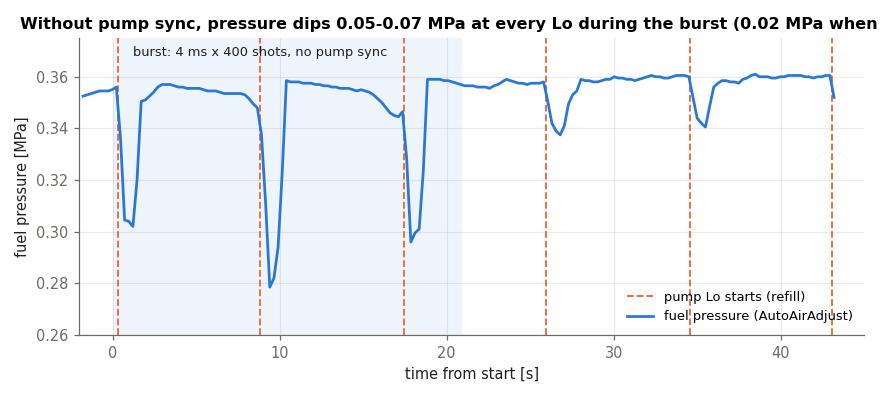 Without pump sync, pressure dips 0.05-0.07 MPa at every Lo during the burst (0.02 MPa when
burst: 4 ms x 400 shots, no pump sync
fuel pressure [MPa]
0.36
0.34
0.32
0.30
0.28
0.26
pump Lo starts (refill)
fuel pressure (AutoAirAdjust)
0
10
20
30
40
time from start [s]